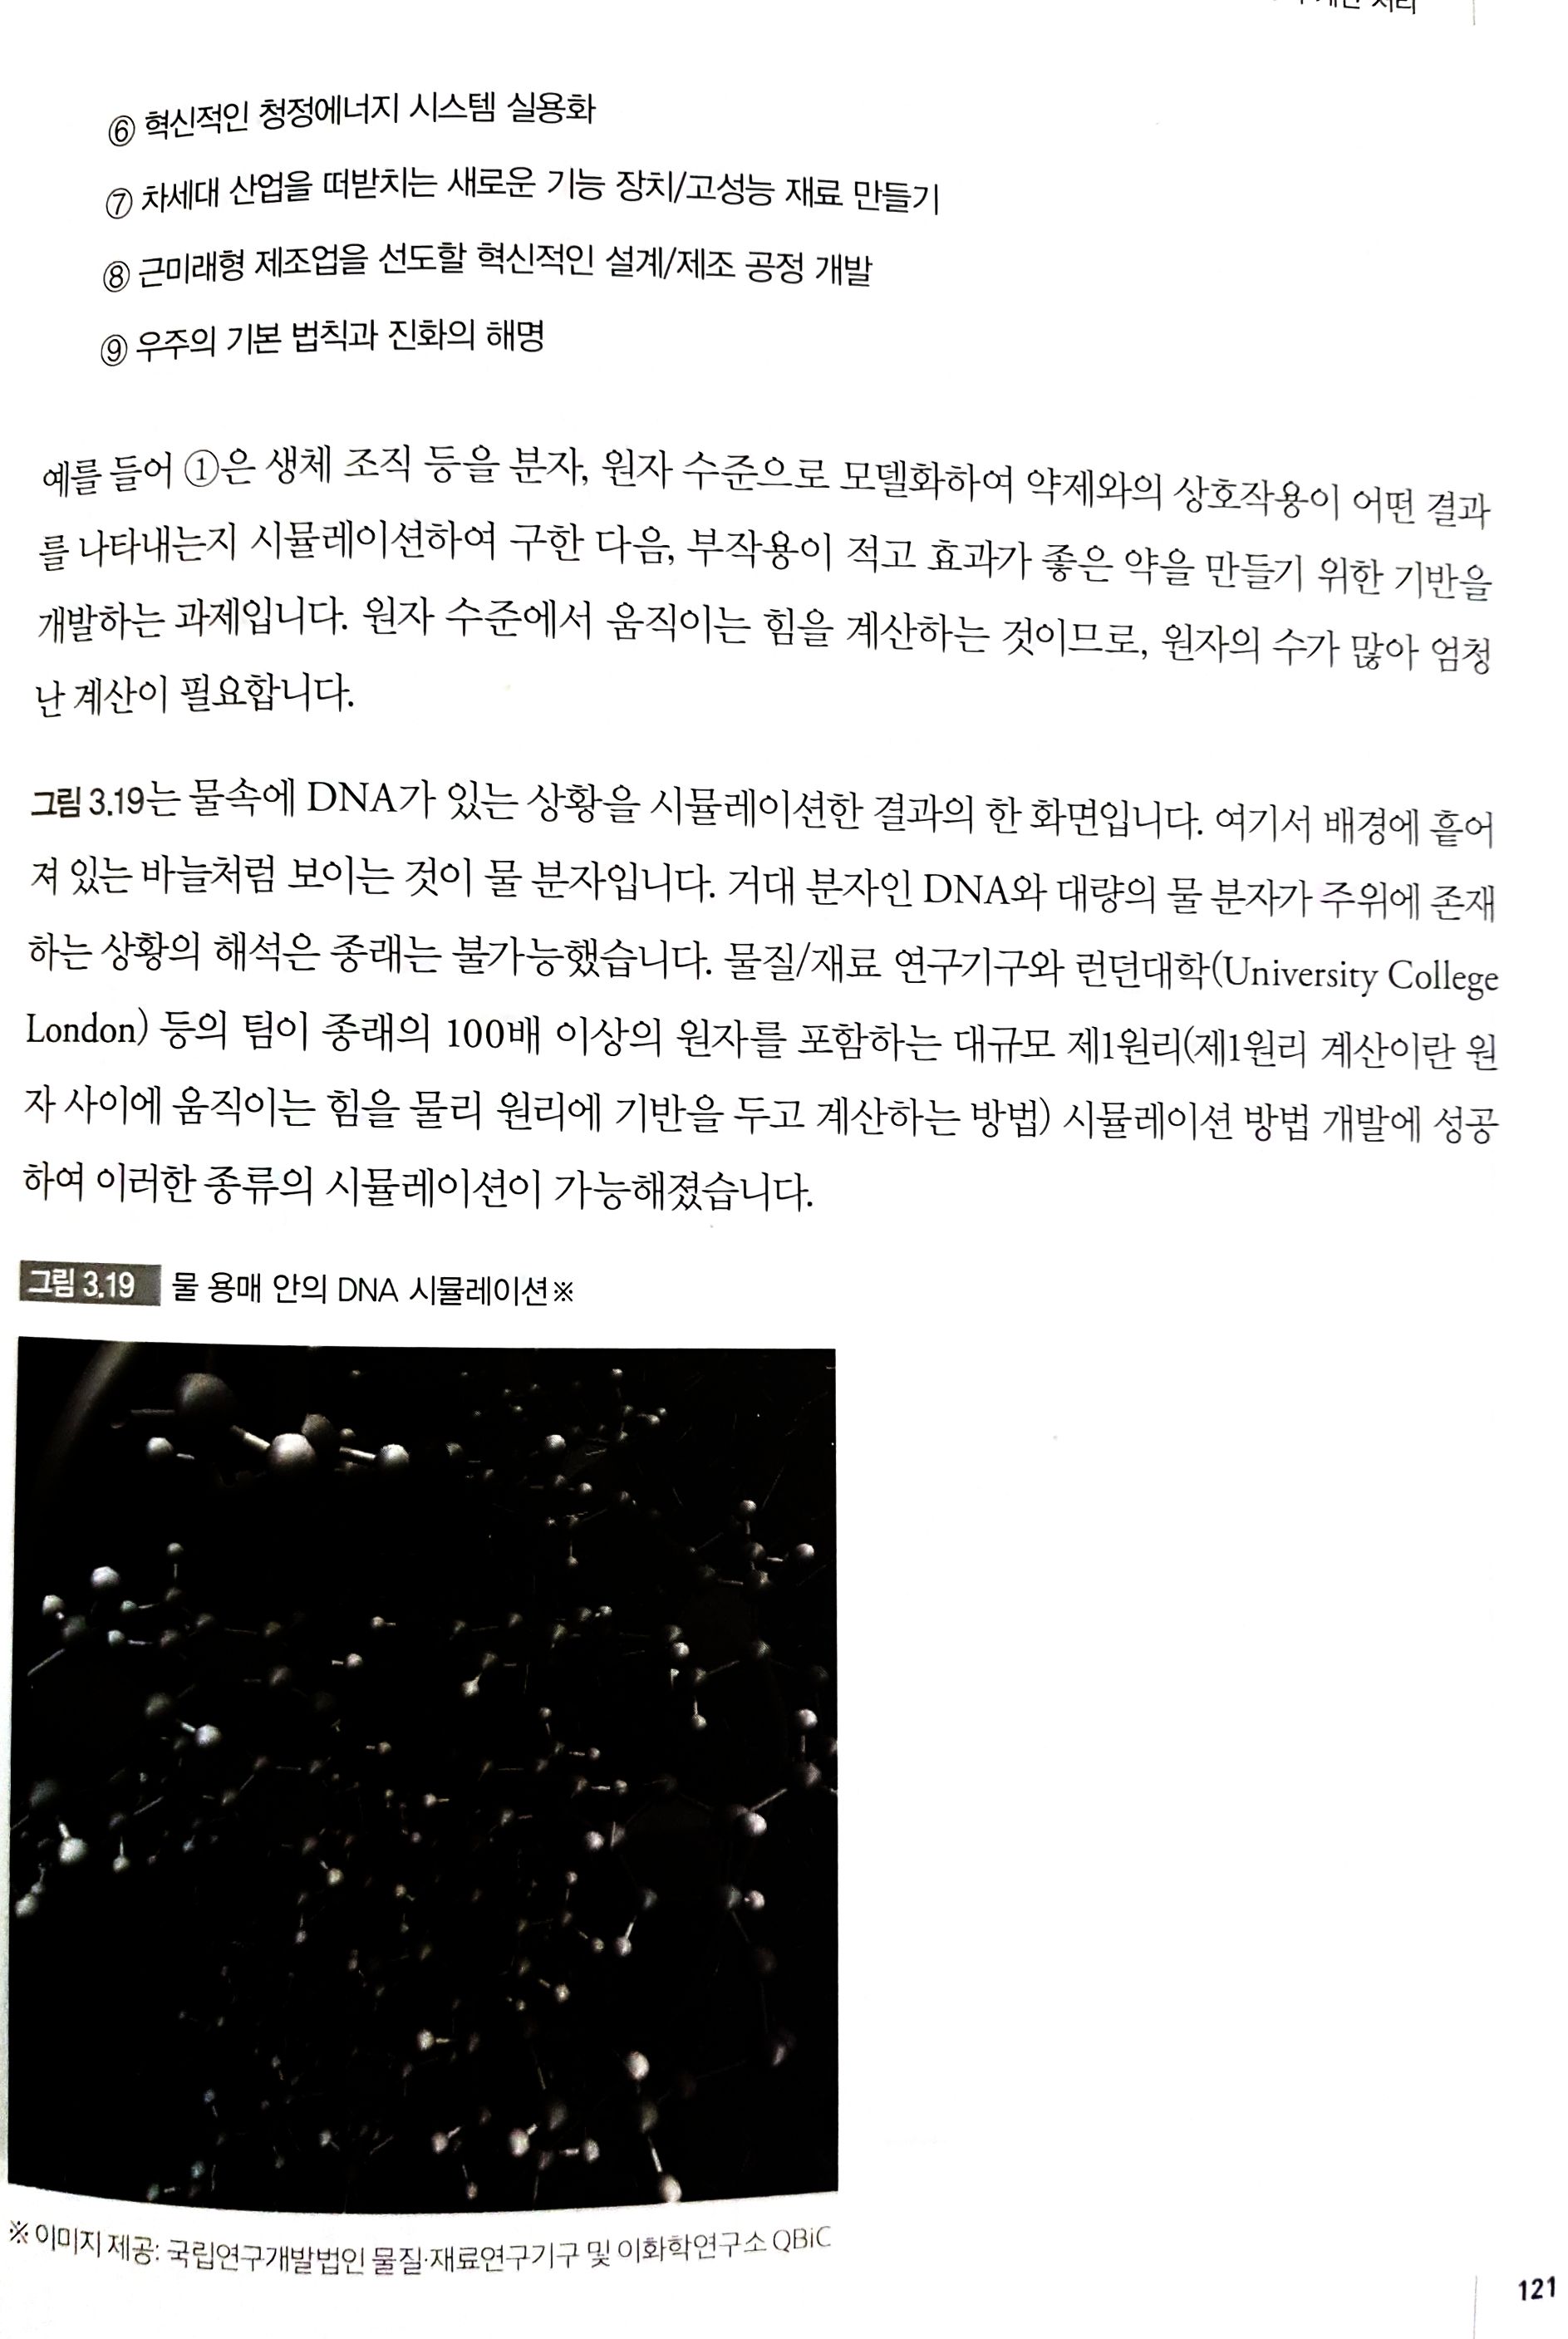 처리
⑥ 혁신적인 청정에너지 시스템 실용화
⑦ 차세대 산업을 떠받치는 새로운 기능 장치/고성능 재료 만들기
⑧ 근미래형 제조업을 선도할 혁신적인 설계/제조 공정 개발
⑨ 우주의 기본 법칙과 진화의 해명
예를 들어 ①은 생체 조직 등을 분자, 원자 수준으로 모델화하여 약제와의 상호작용이 어떤 결과
를 나타내는지 시뮬레이션하여 구한 다음, 부작용이 적고 효과가 좋은 약을 만들기 위한 기반을
개발하는 과제입니다. 원자 수준에서 움직이는 힘을 계산하는 것이므로, 원자의 수가 많아 엄청
난 계산이 필요합니다.
그림 3.19는 물속에 DNA가 있는 상황을 시뮬레이션한 결과의 한 화면입니다. 여기서 배경에 흩어
져 있는 바늘처럼 보이는 것이 물 분자입니다. 거대 분자인 DNA와 대량의 물 분자가 주위에 존재
하는 상황의 해석은 종래는 불가능했습니다. 물질/재료 연구기구와 런던대학(University College
London) 등의 팀이 종래의 100배 이상의 원자를 포함하는 대규모 제1원리(제1원리 계산이란 원
자 사이에 움직이는 힘을 물리 원리에 기반을 두고 계산하는 방법) 시뮬레이션 방법 개발에 성공
하여 이러한 종류의 시뮬레이션이 가능해졌습니다.
그림 3.19 물 용매 안의 DNA 시뮬레이션※
※ 이미지 제공: 국립연구개발법인 물질·재료연구기구 및 이화학연구소 QBiC
121